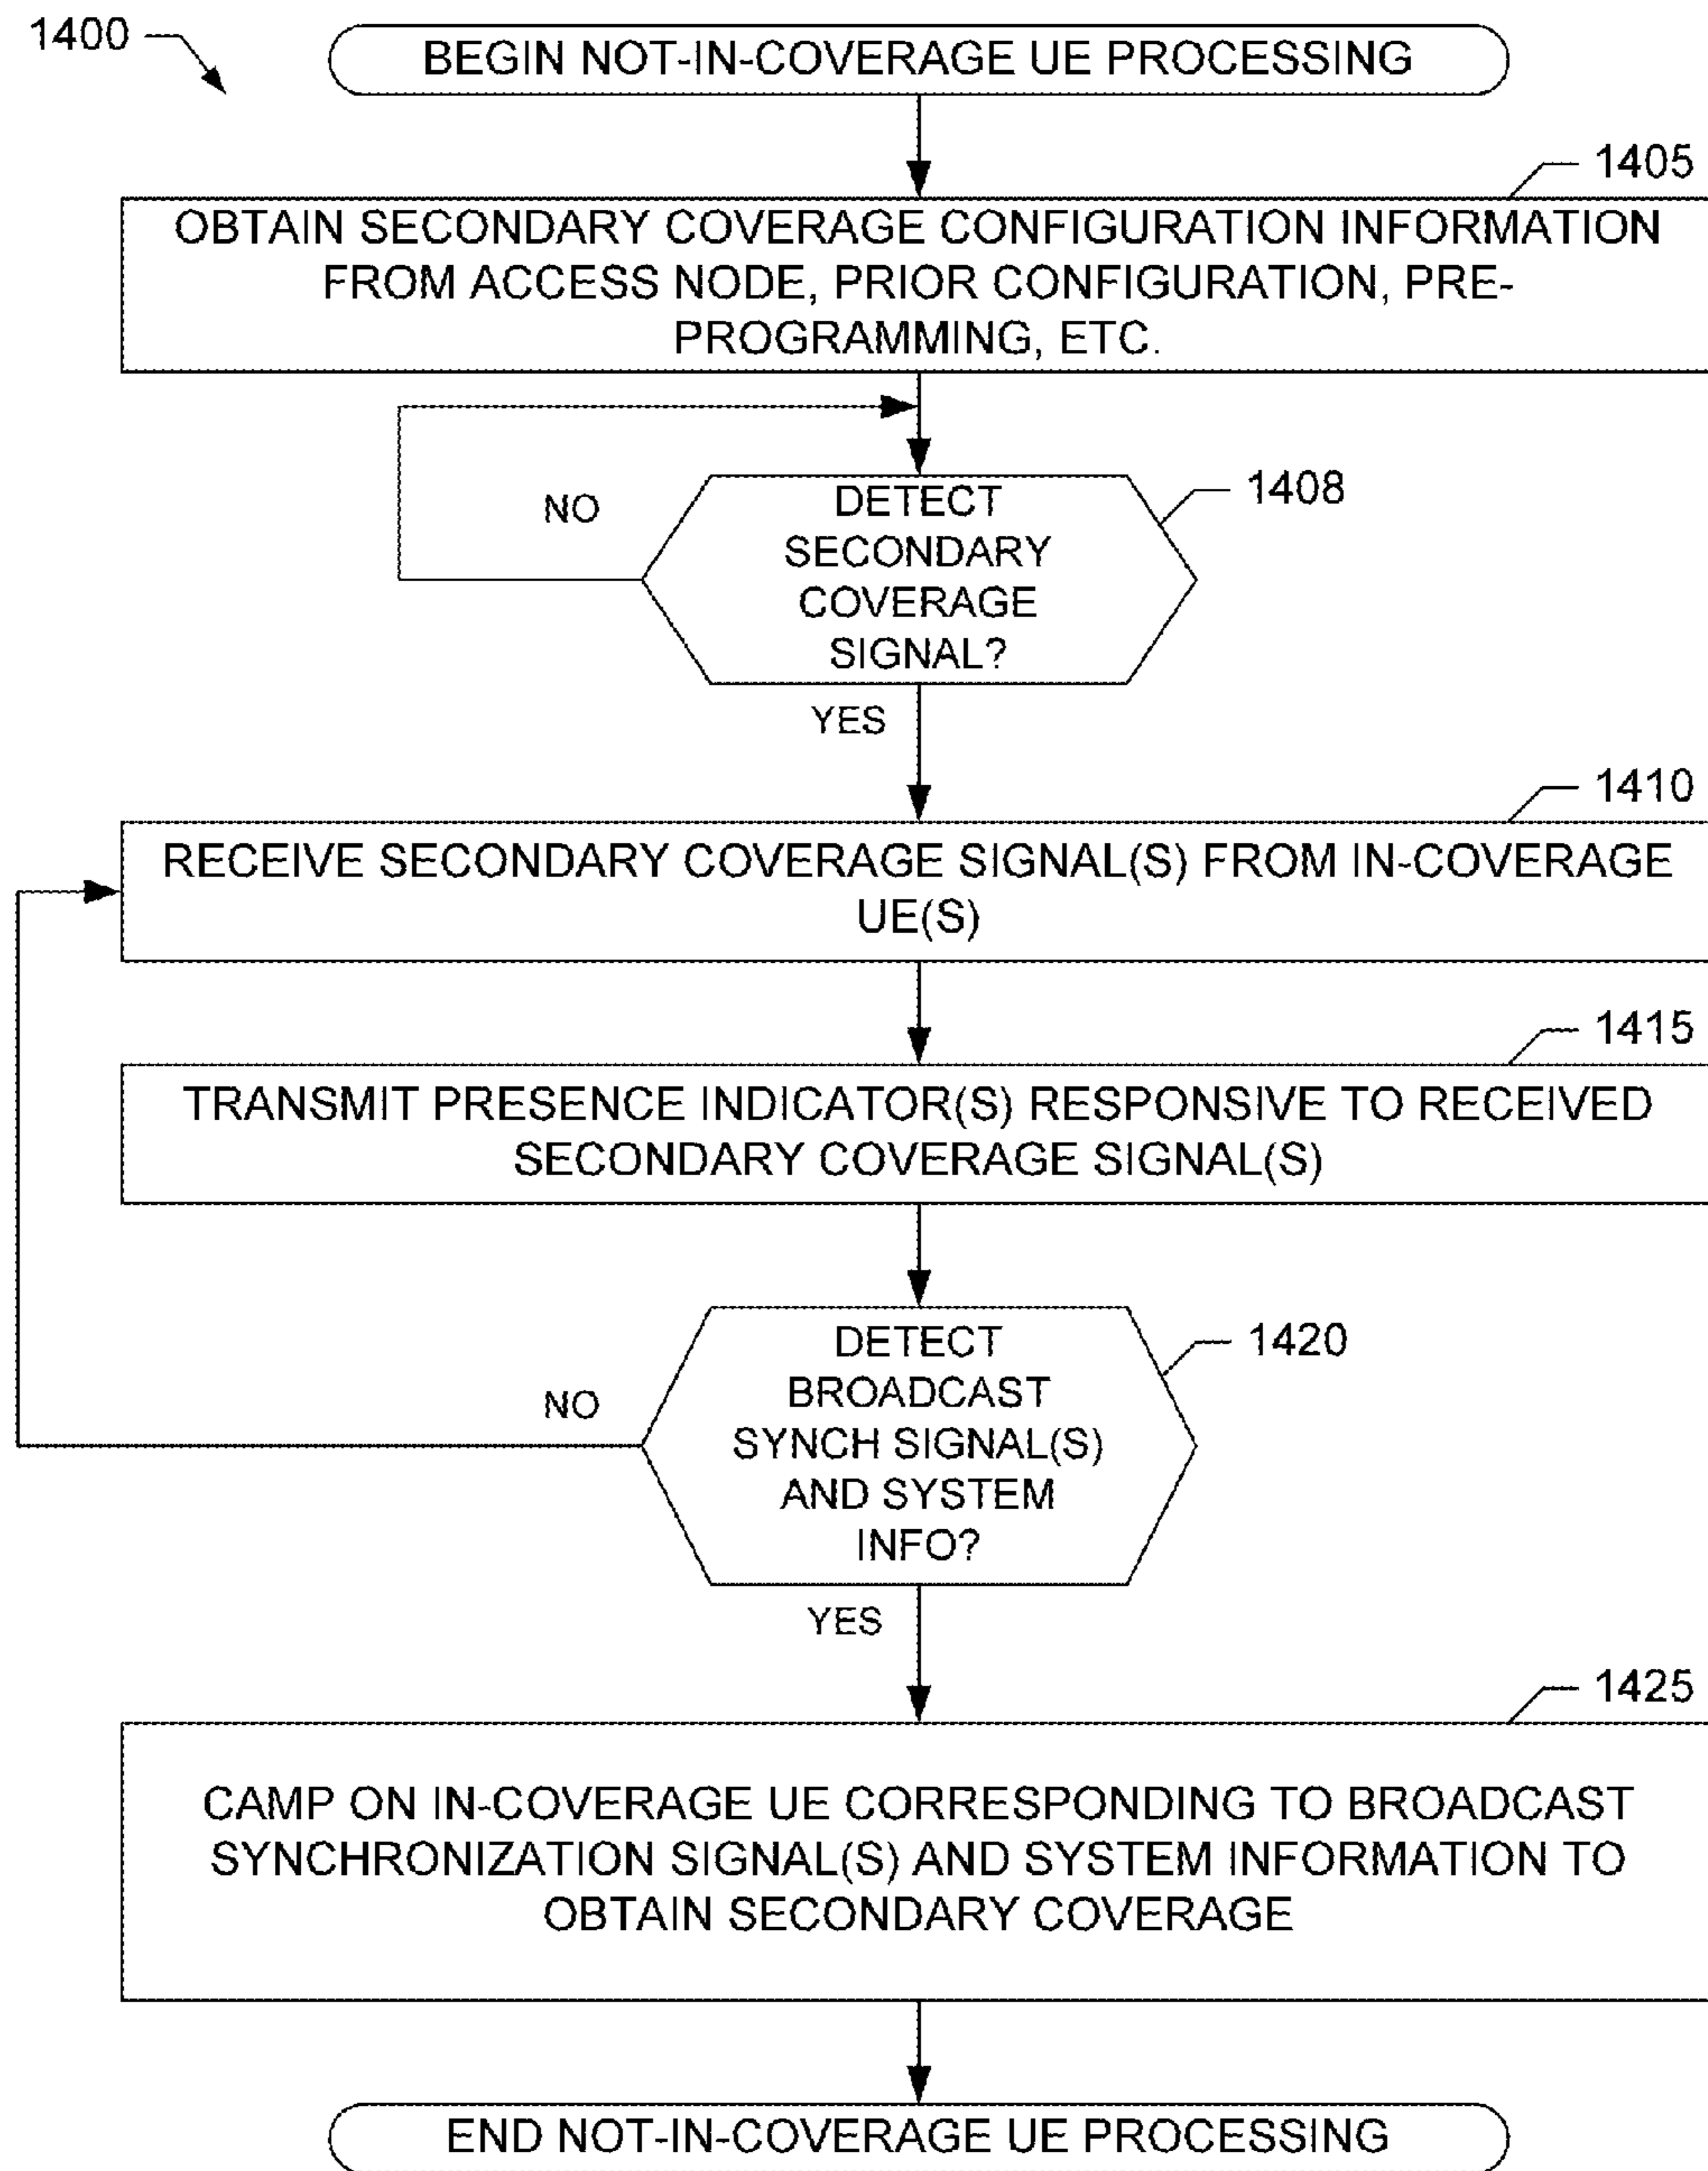 1400
BEGIN NOT-IN-COVERAGE UE PROCESSING
1405
OBTAIN SECONDARY COVERAGE CONFIGURATION INFORMATION
FROM ACCESS NODE, PRIOR CONFIGURATION, PRE-
PROGRAMMING, ETC.
NO
DETECT
SECONDARY
COVERAGE
SIGNAL?
1408
YES
1410
RECEIVE SECONDARY COVERAGE SIGNAL(S) FROM IN-COVERAGE
UE(S)
1415
TRANSMIT PRESENCE INDICATOR(S) RESPONSIVE TO RECEIVED
SECONDARY COVERAGE SIGNAL(S)
NO
DETECT
BROADCAST
SYNCH SIGNAL(S)
AND SYSTEM
INFO?
1420
YES
1425
CAMP ON IN-COVERAGE UE CORRESPONDING TO BROADCAST
SYNCHRONIZATION SIGNAL(S) AND SYSTEM INFORMATION TO
OBTAIN SECONDARY COVERAGE
END NOT-IN-COVERAGE UE PROCESSING